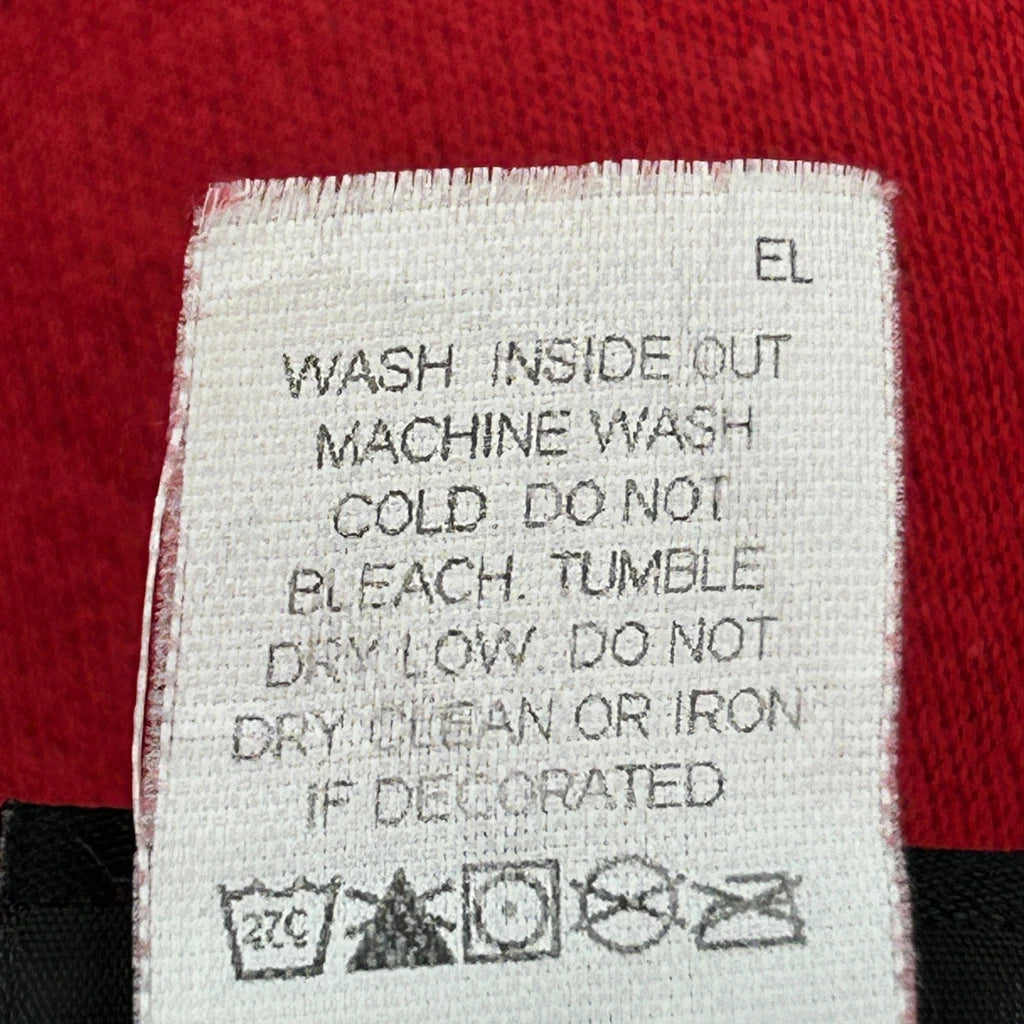 EL
WASH INSIDE OUT
MACHINE WASH
COLD. DO NOT
BLEACH. TUMBLE
DRY LOW. DO NOT
DRY CLEAN OR IRON
IF DECORATED
27C